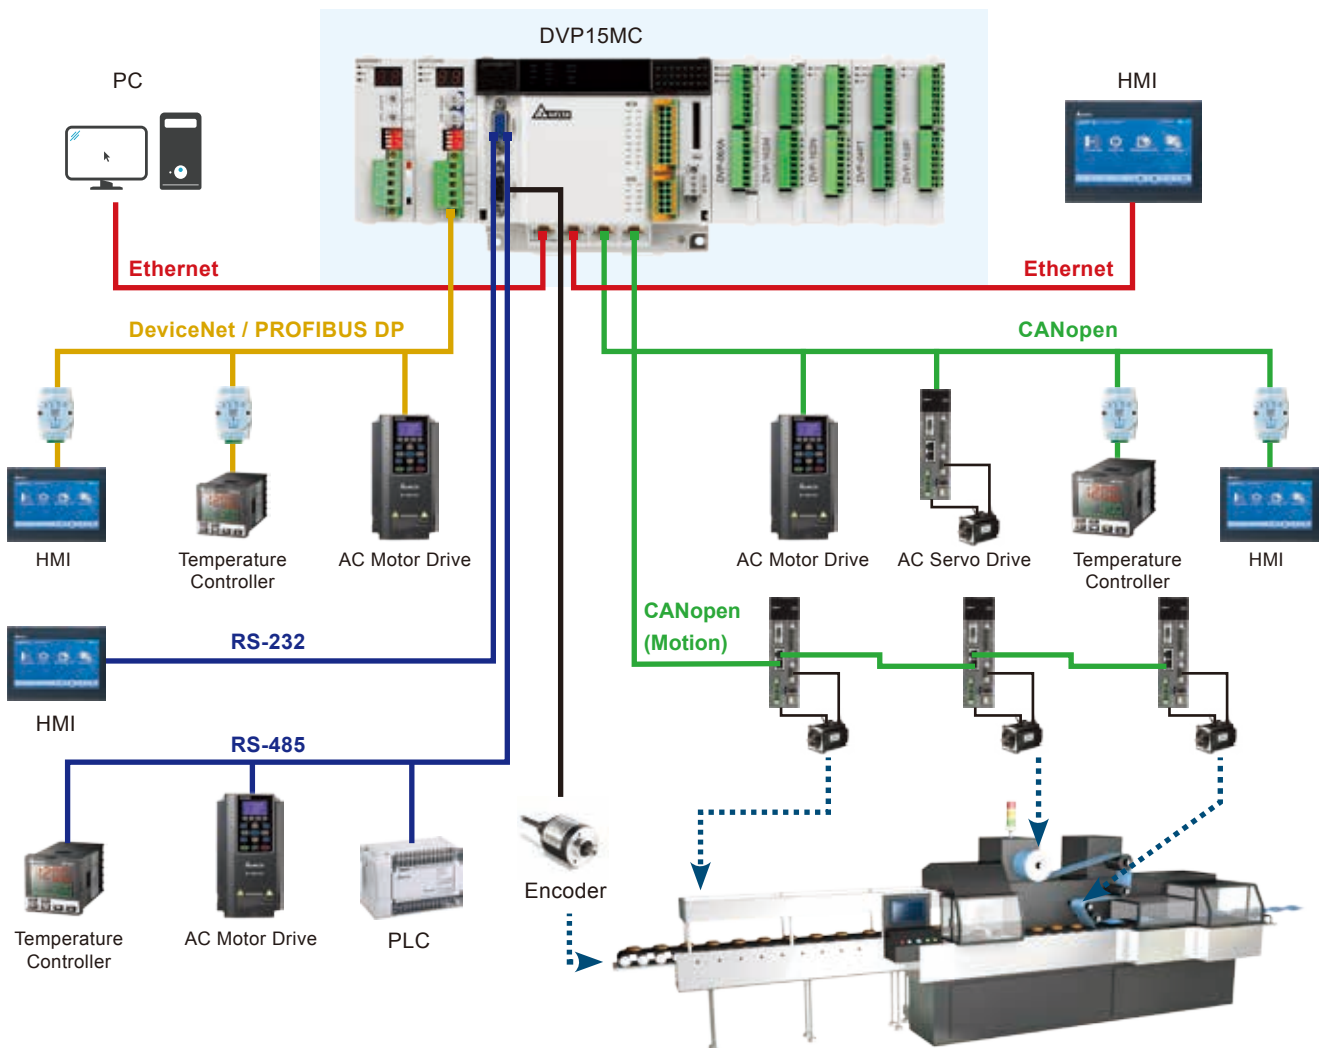 DVP15MC
PC
HMI
DELTA
Ethernet
Ethernet
DeviceNet / PROFIBUS DP
CANopen
HMI
Temperature
Controller
AC Motor Drive
AC Motor Drive
AC Servo Drive
Temperature
Controller
HMI
CANopen
(Motion)
RS-232
HMI
RS-485
Encoder
Temperature
Controller
AC Motor Drive
PLC